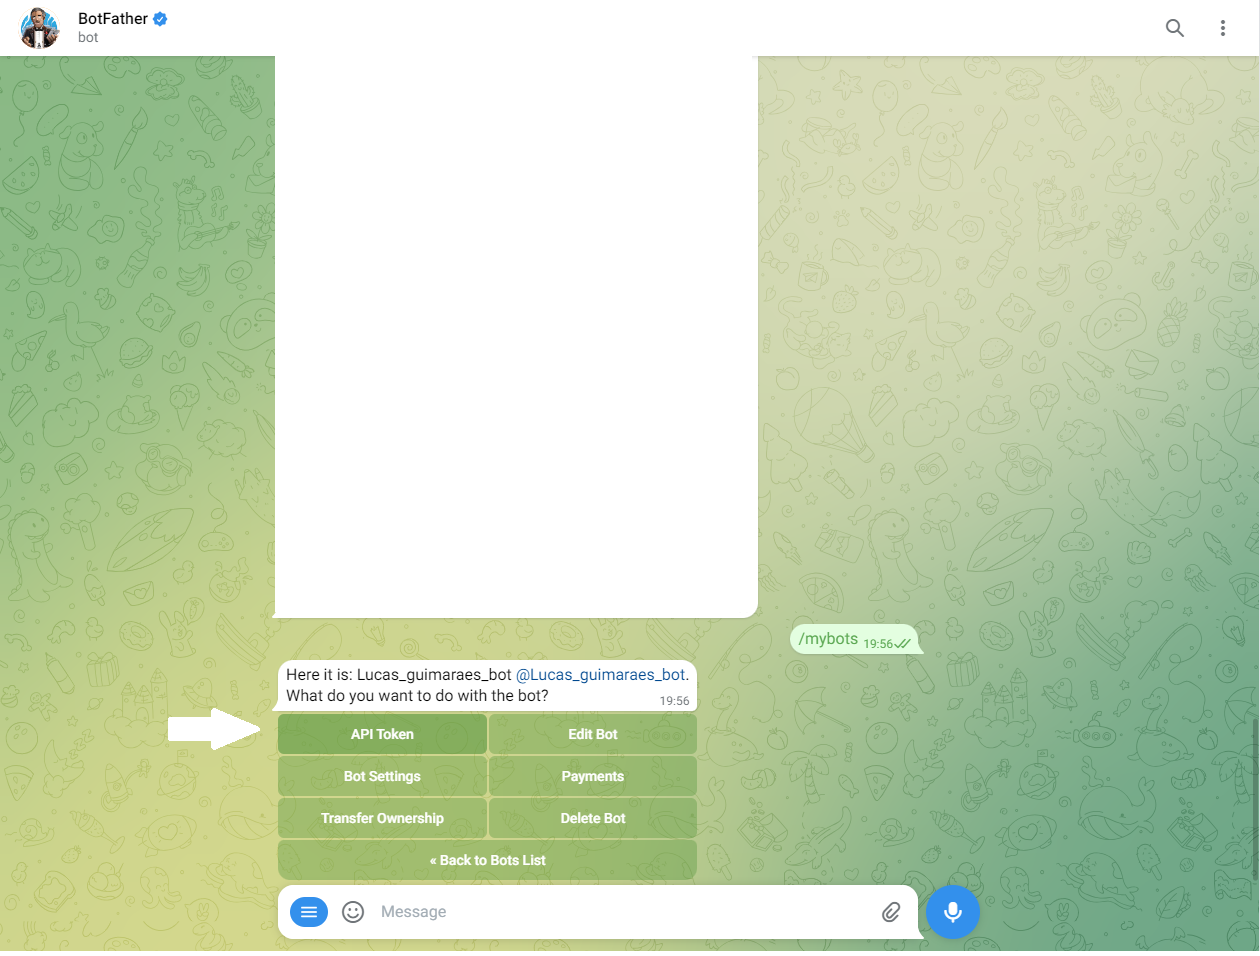 BotFather
bot
/mybots 19:56
Here it is: Lucas_guimaraes_bot @Lucas_guimaraes_bot.
What do you want to do with the bot? 19:56
API Token Edit Bot
Bot Settings Payments
Transfer Ownership Delete Bot
« Back to Bots List
Message